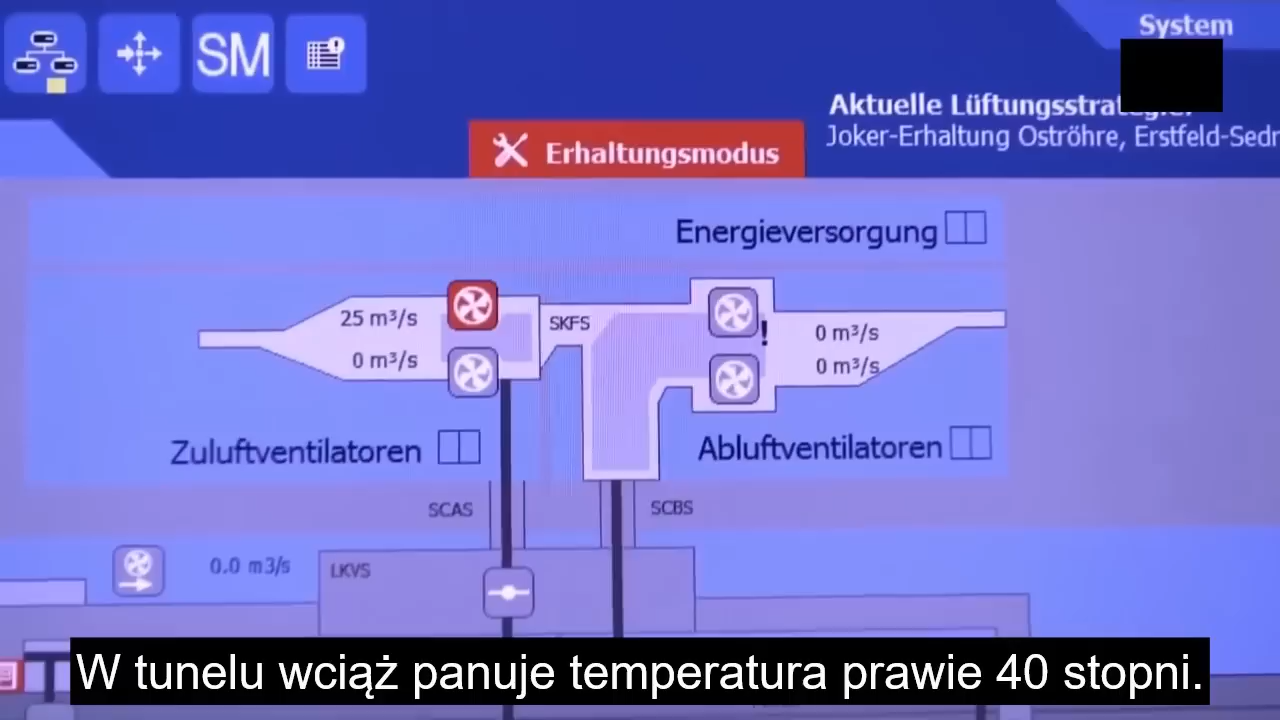 System
SM
Aktuelle Lüftungsstrategie:
Joker-Erhaltung Oströhre, Erstfeld-Sedr
Erhaltungsmodus
Energieversorgung
25 m³/s
SKFS
0 m³/s
0 m³/s
0 m³/s
Zuluftventilatoren
Abluftventilatoren
SCAS
SCBS
0.0 m3/s
LKVS
W tunelu wciąż panuje temperatura prawie 40 stopni.